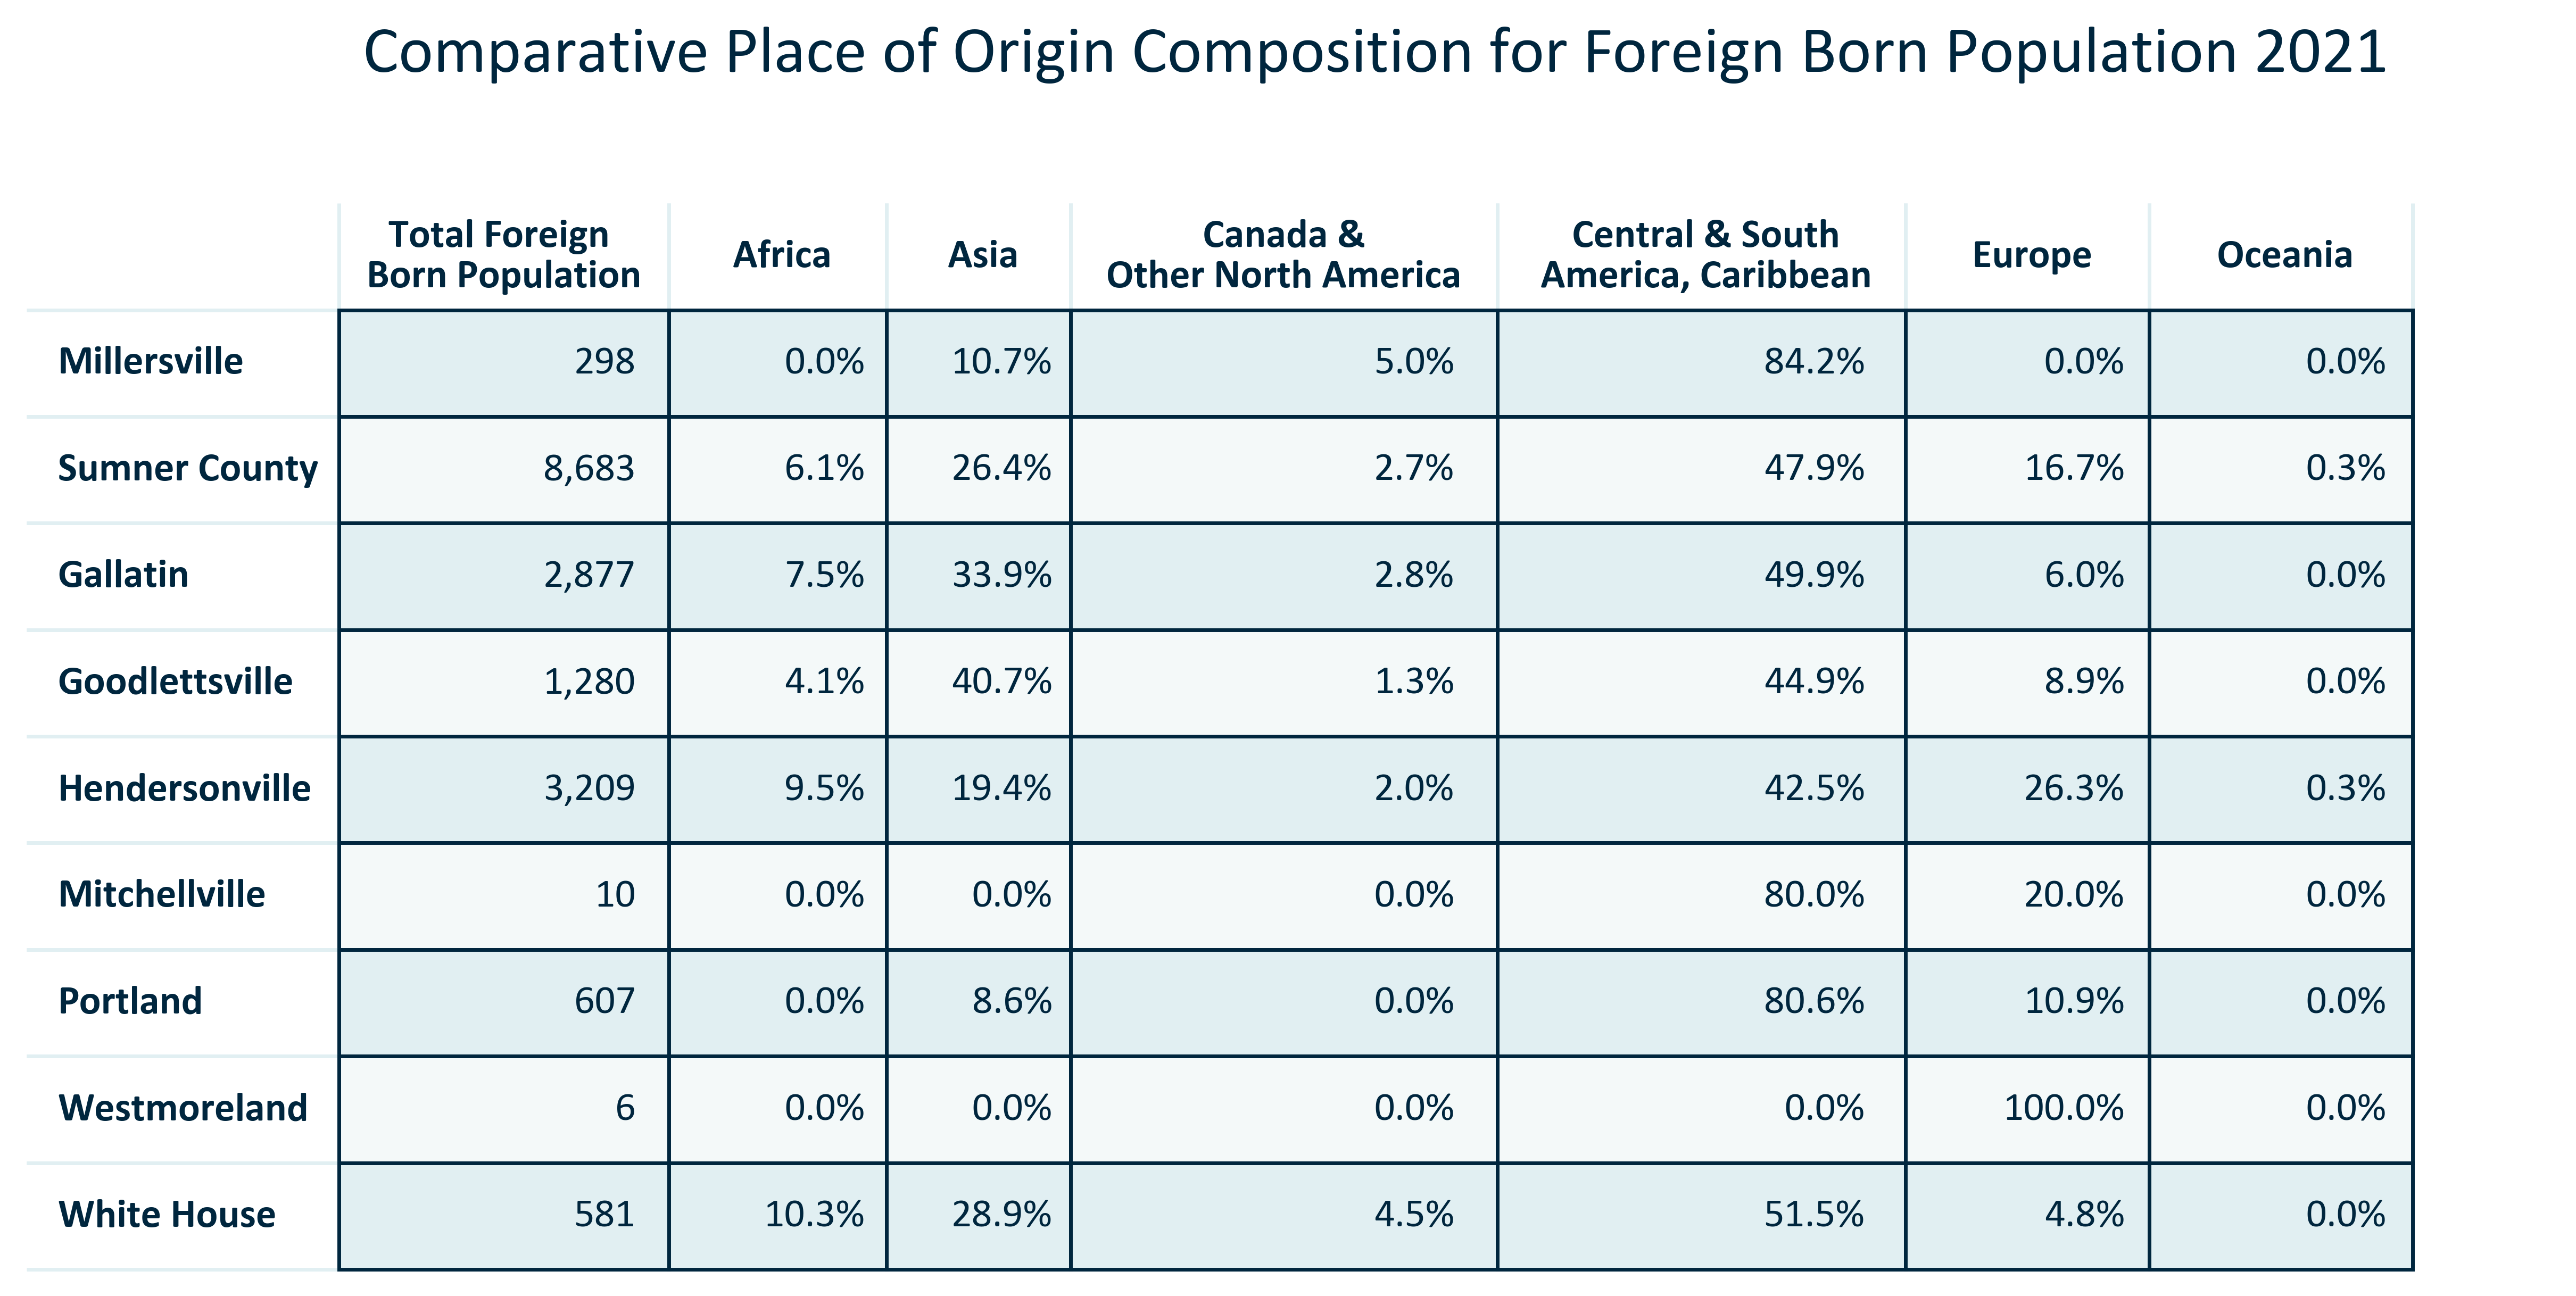 Comparative Place of Origin Composition for Foreign Born Population 2021
Total Foreign
Born Population
Africa
Asia
Canada &
Other North America
Central & South
America, Caribbean
Europe
Oceania
Millersville 298 0.0% 10.7% 5.0% 84.2% 0.0% 0.0%
Sumner County 8,683 6.1% 26.4% 2.7% 47.9% 16.7% 0.3%
Gallatin 2,877 7.5% 33.9% 2.8% 49.9% 6.0% 0.0%
Goodlettsville 1,280 4.1% 40.7% 1.3% 44.9% 8.9% 0.0%
Hendersonville 3,209 9.5% 19.4% 2.0% 42.5% 26.3% 0.3%
Mitchellville 10 0.0% 0.0% 0.0% 80.0% 20.0% 0.0%
Portland 607 0.0% 8.6% 0.0% 80.6% 10.9% 0.0%
Westmoreland 6 0.0% 0.0% 0.0% 0.0% 100.0% 0.0%
White House 581 10.3% 28.9% 4.5% 51.5% 4.8% 0.0%